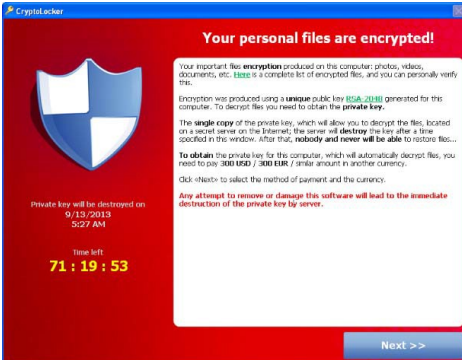 CryptoLocker
Your personal files are encrypted!
Your important files encryption produced on this computer: photos, videos,
documents, etc. Here is a complete list of encrypted files, and you can personally verify
this.
Encryption was produced using a unique public key RSA-2048 generated for this
computer. To decrypt files you need to obtain the private key.
The single copy of the private key, which will allow you to decrypt the files, located
on a secret server on the Internet; the server will destroy the key after a time
specified in this window. After that, nobody and never will be able to restore files...
To obtain the private key for this computer, which will automatically decrypt files, you
need to pay 300 USD / 300 EUR / similar amount in another currency.
Click «Next» to select the method of payment and the currency.
Any attempt to remove or damage this software will lead to the immediate
destruction of the private key by server.
Private key will be destroyed on
9/13/2013
5:27 AM
Time left
71 : 19 : 53
Next >>